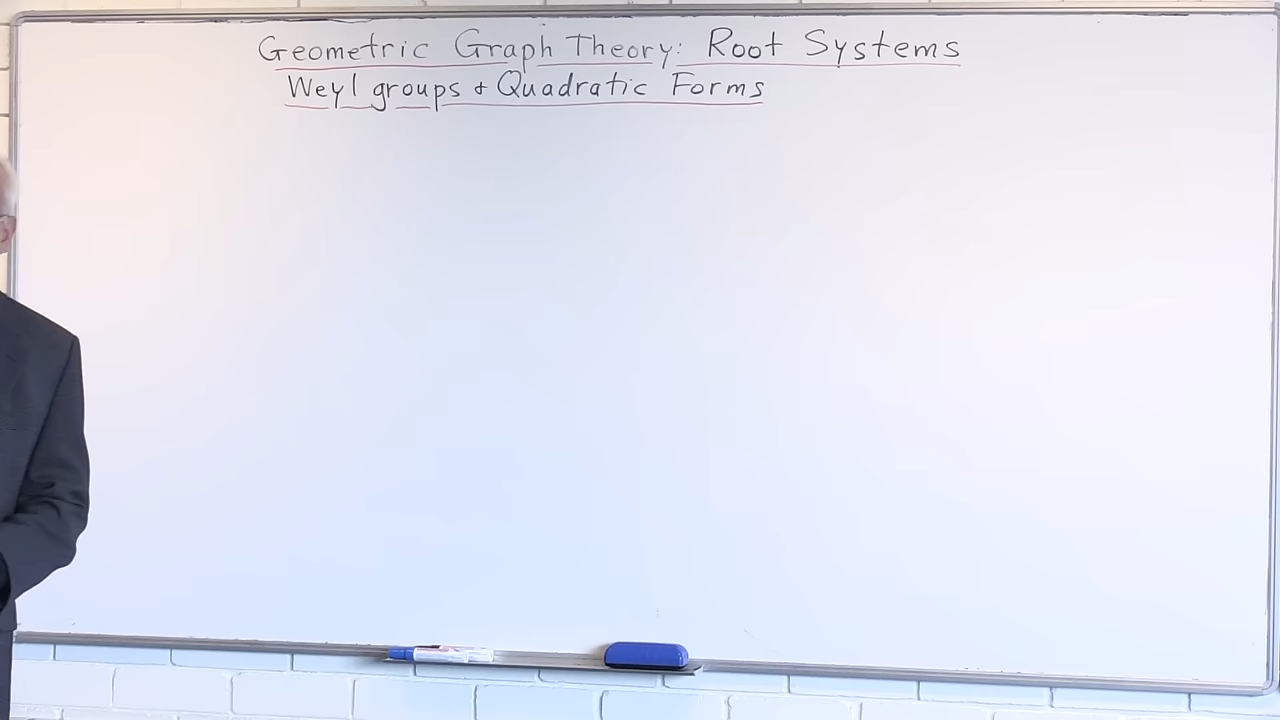 Geometric Graph Theory: Root Systems
Weyl groups + Quadratic Forms